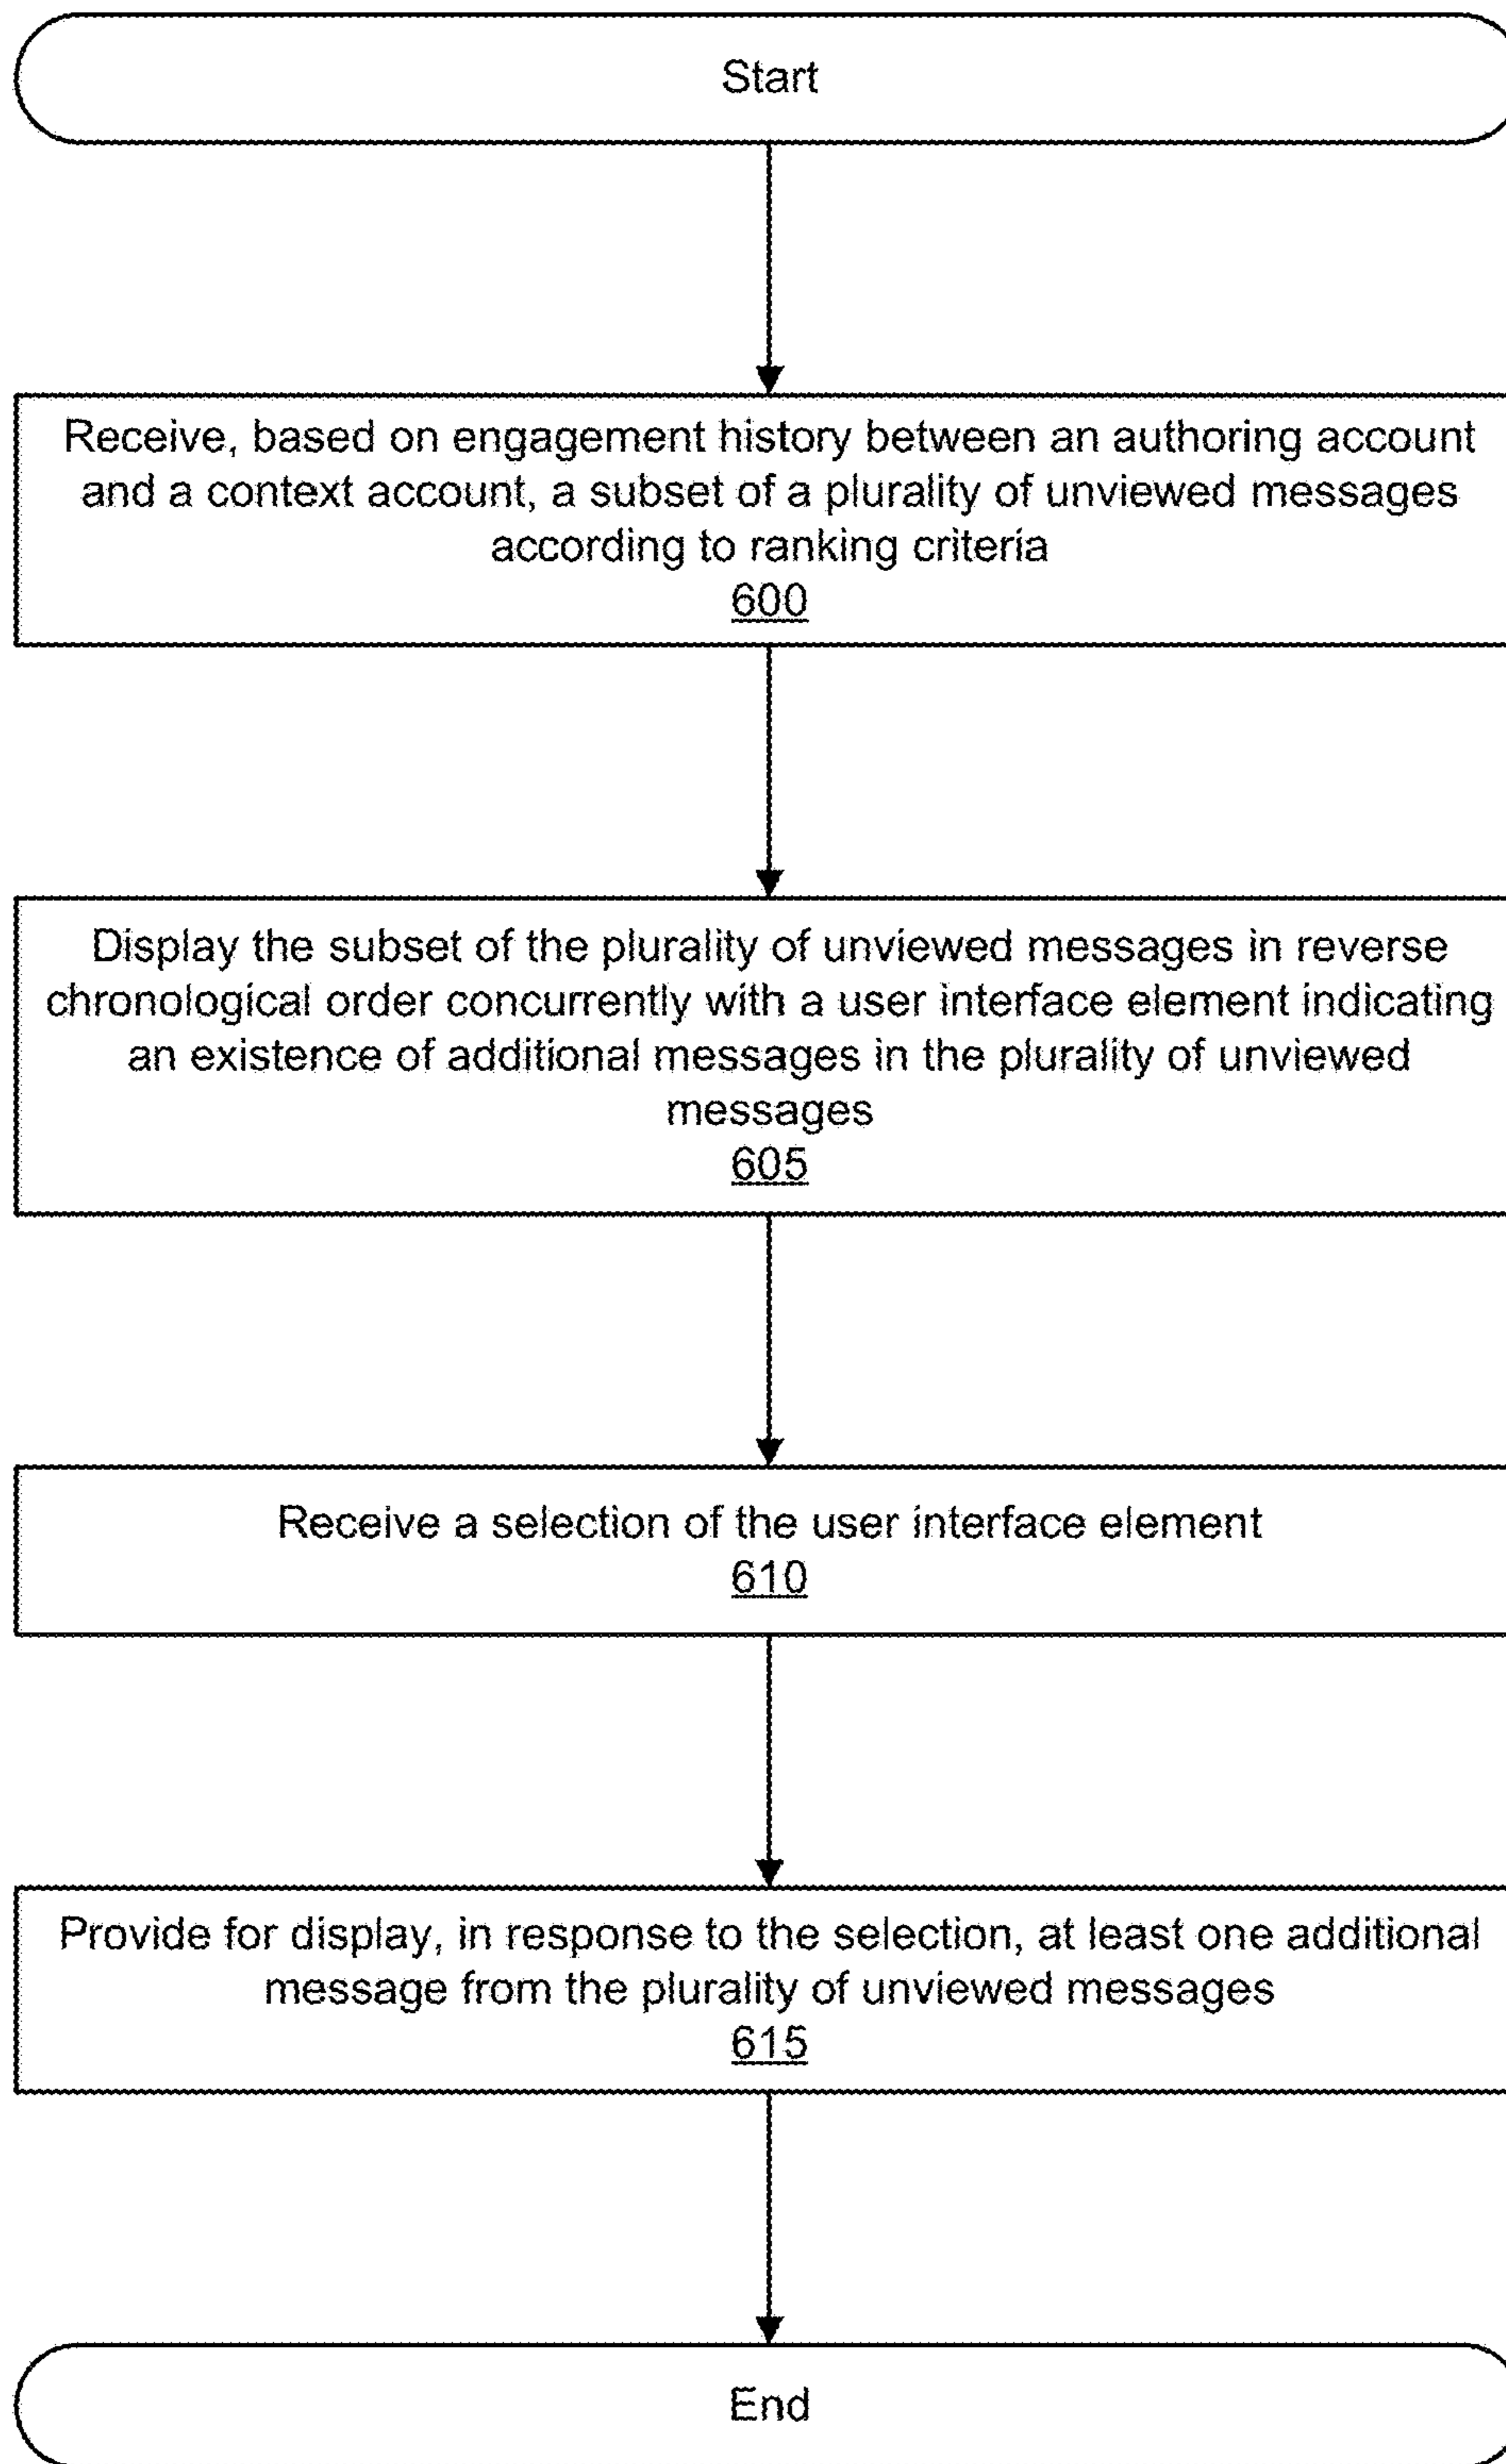 Start
Receive, based on engagement history between an authoring account
and a context account, a subset of a plurality of unviewed messages
according to ranking criteria
600
Display the subset of the plurality of unviewed messages in reverse
chronological order concurrently with a user interface element indicating
an existence of additional messages in the plurality of unviewed
messages
605
Receive a selection of the user interface element
610
Provide for display, in response to the selection, at least one additional
message from the plurality of unviewed messages
615
End